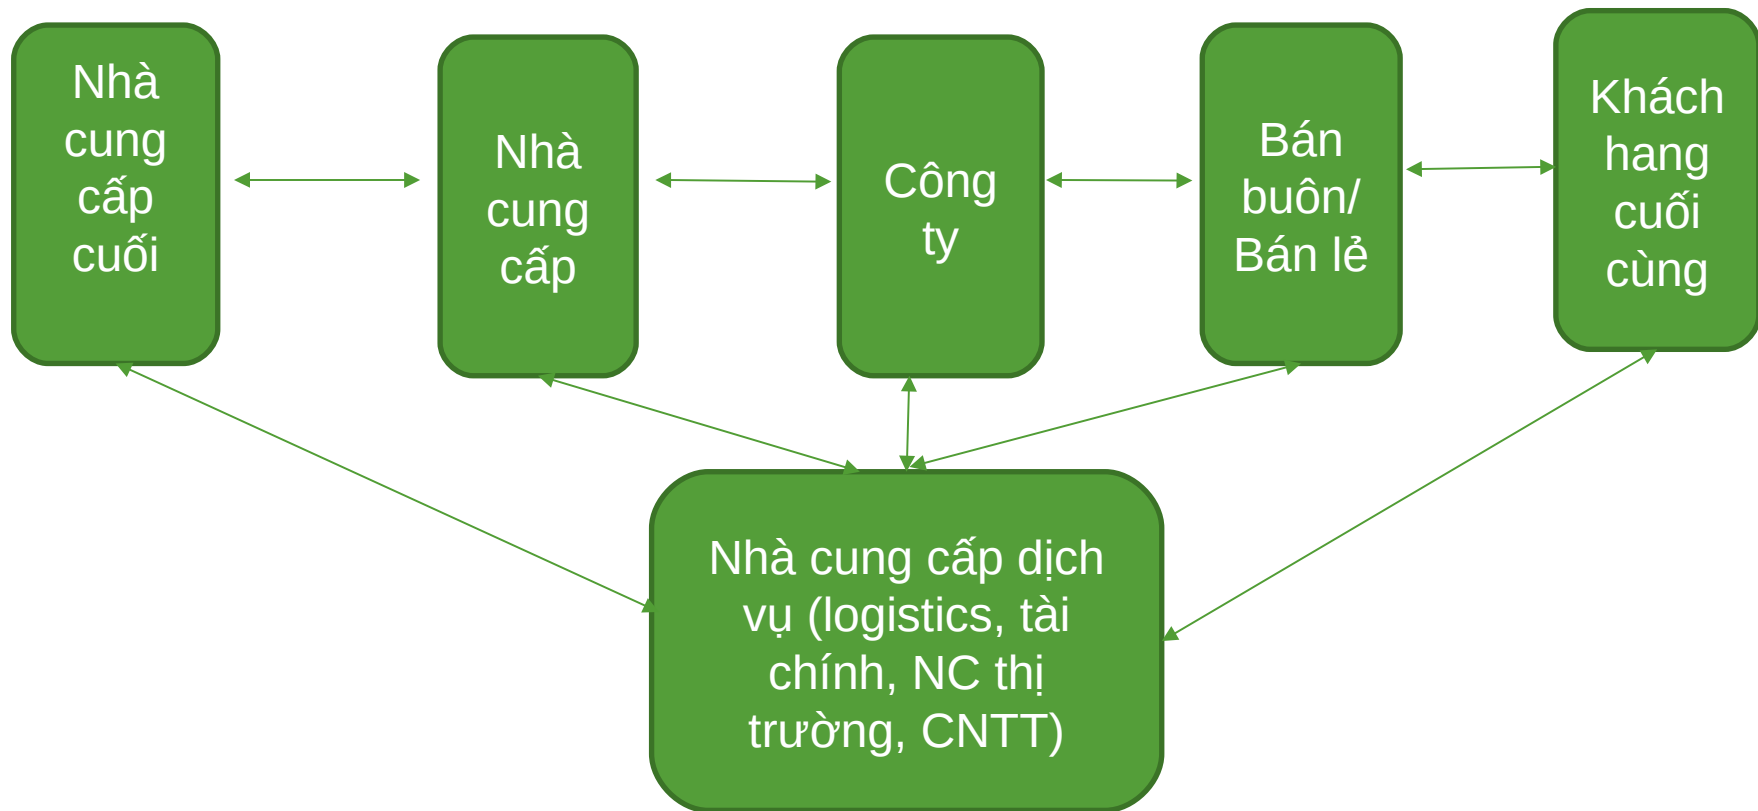 Nhà
cung
cấp
cuối
Nhà
cung
cấp
Công
ty
Bán
buôn/
Bán lẻ
Khách
hang
cuối
cùng
Nhà cung cấp dịch
vụ (logistics, tài
chính, NC thị
trường, CNTT)